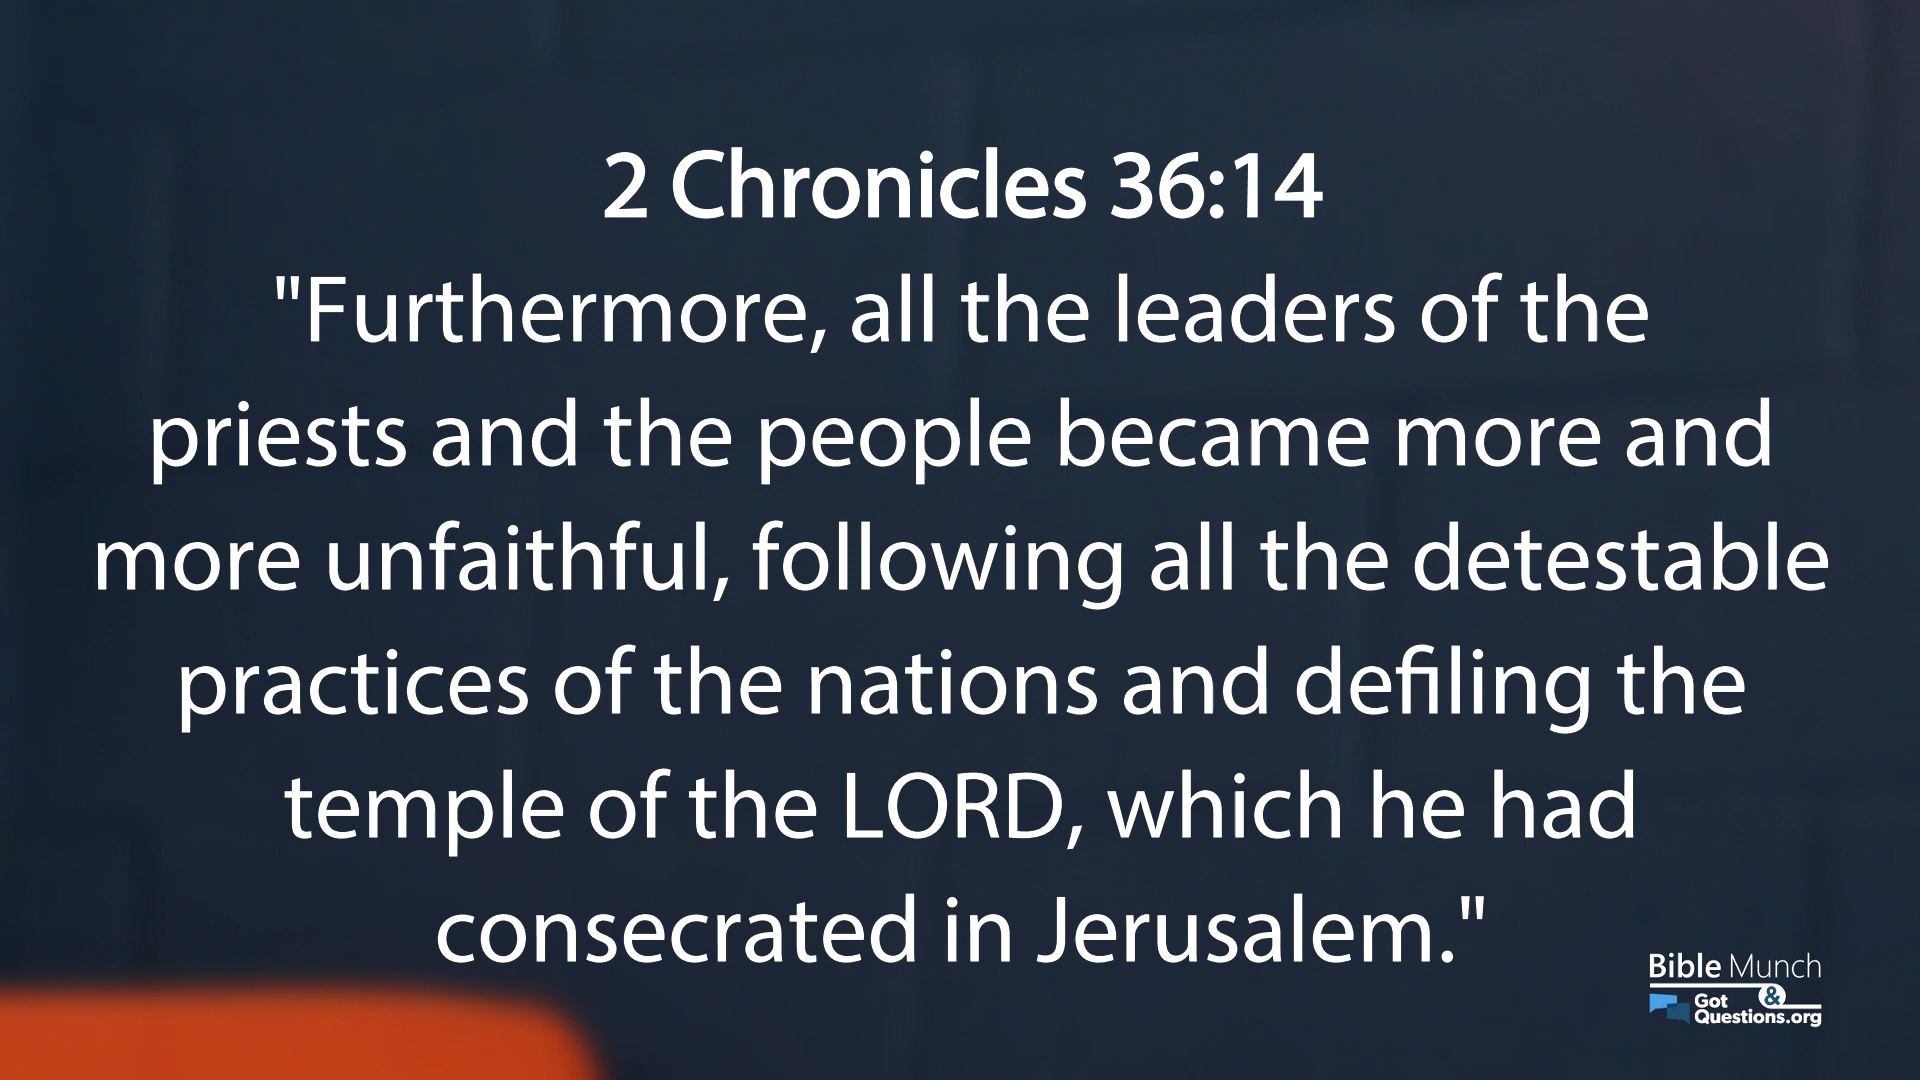 2 Chronicles 36:14
"Furthermore, all the leaders of the
priests and the people became more and
more unfaithful, following all the detestable
practices of the nations and defiling the
temple of the LORD, which he had
consecrated in Jerusalem."
Bible Munch
&
Got
Questions.org